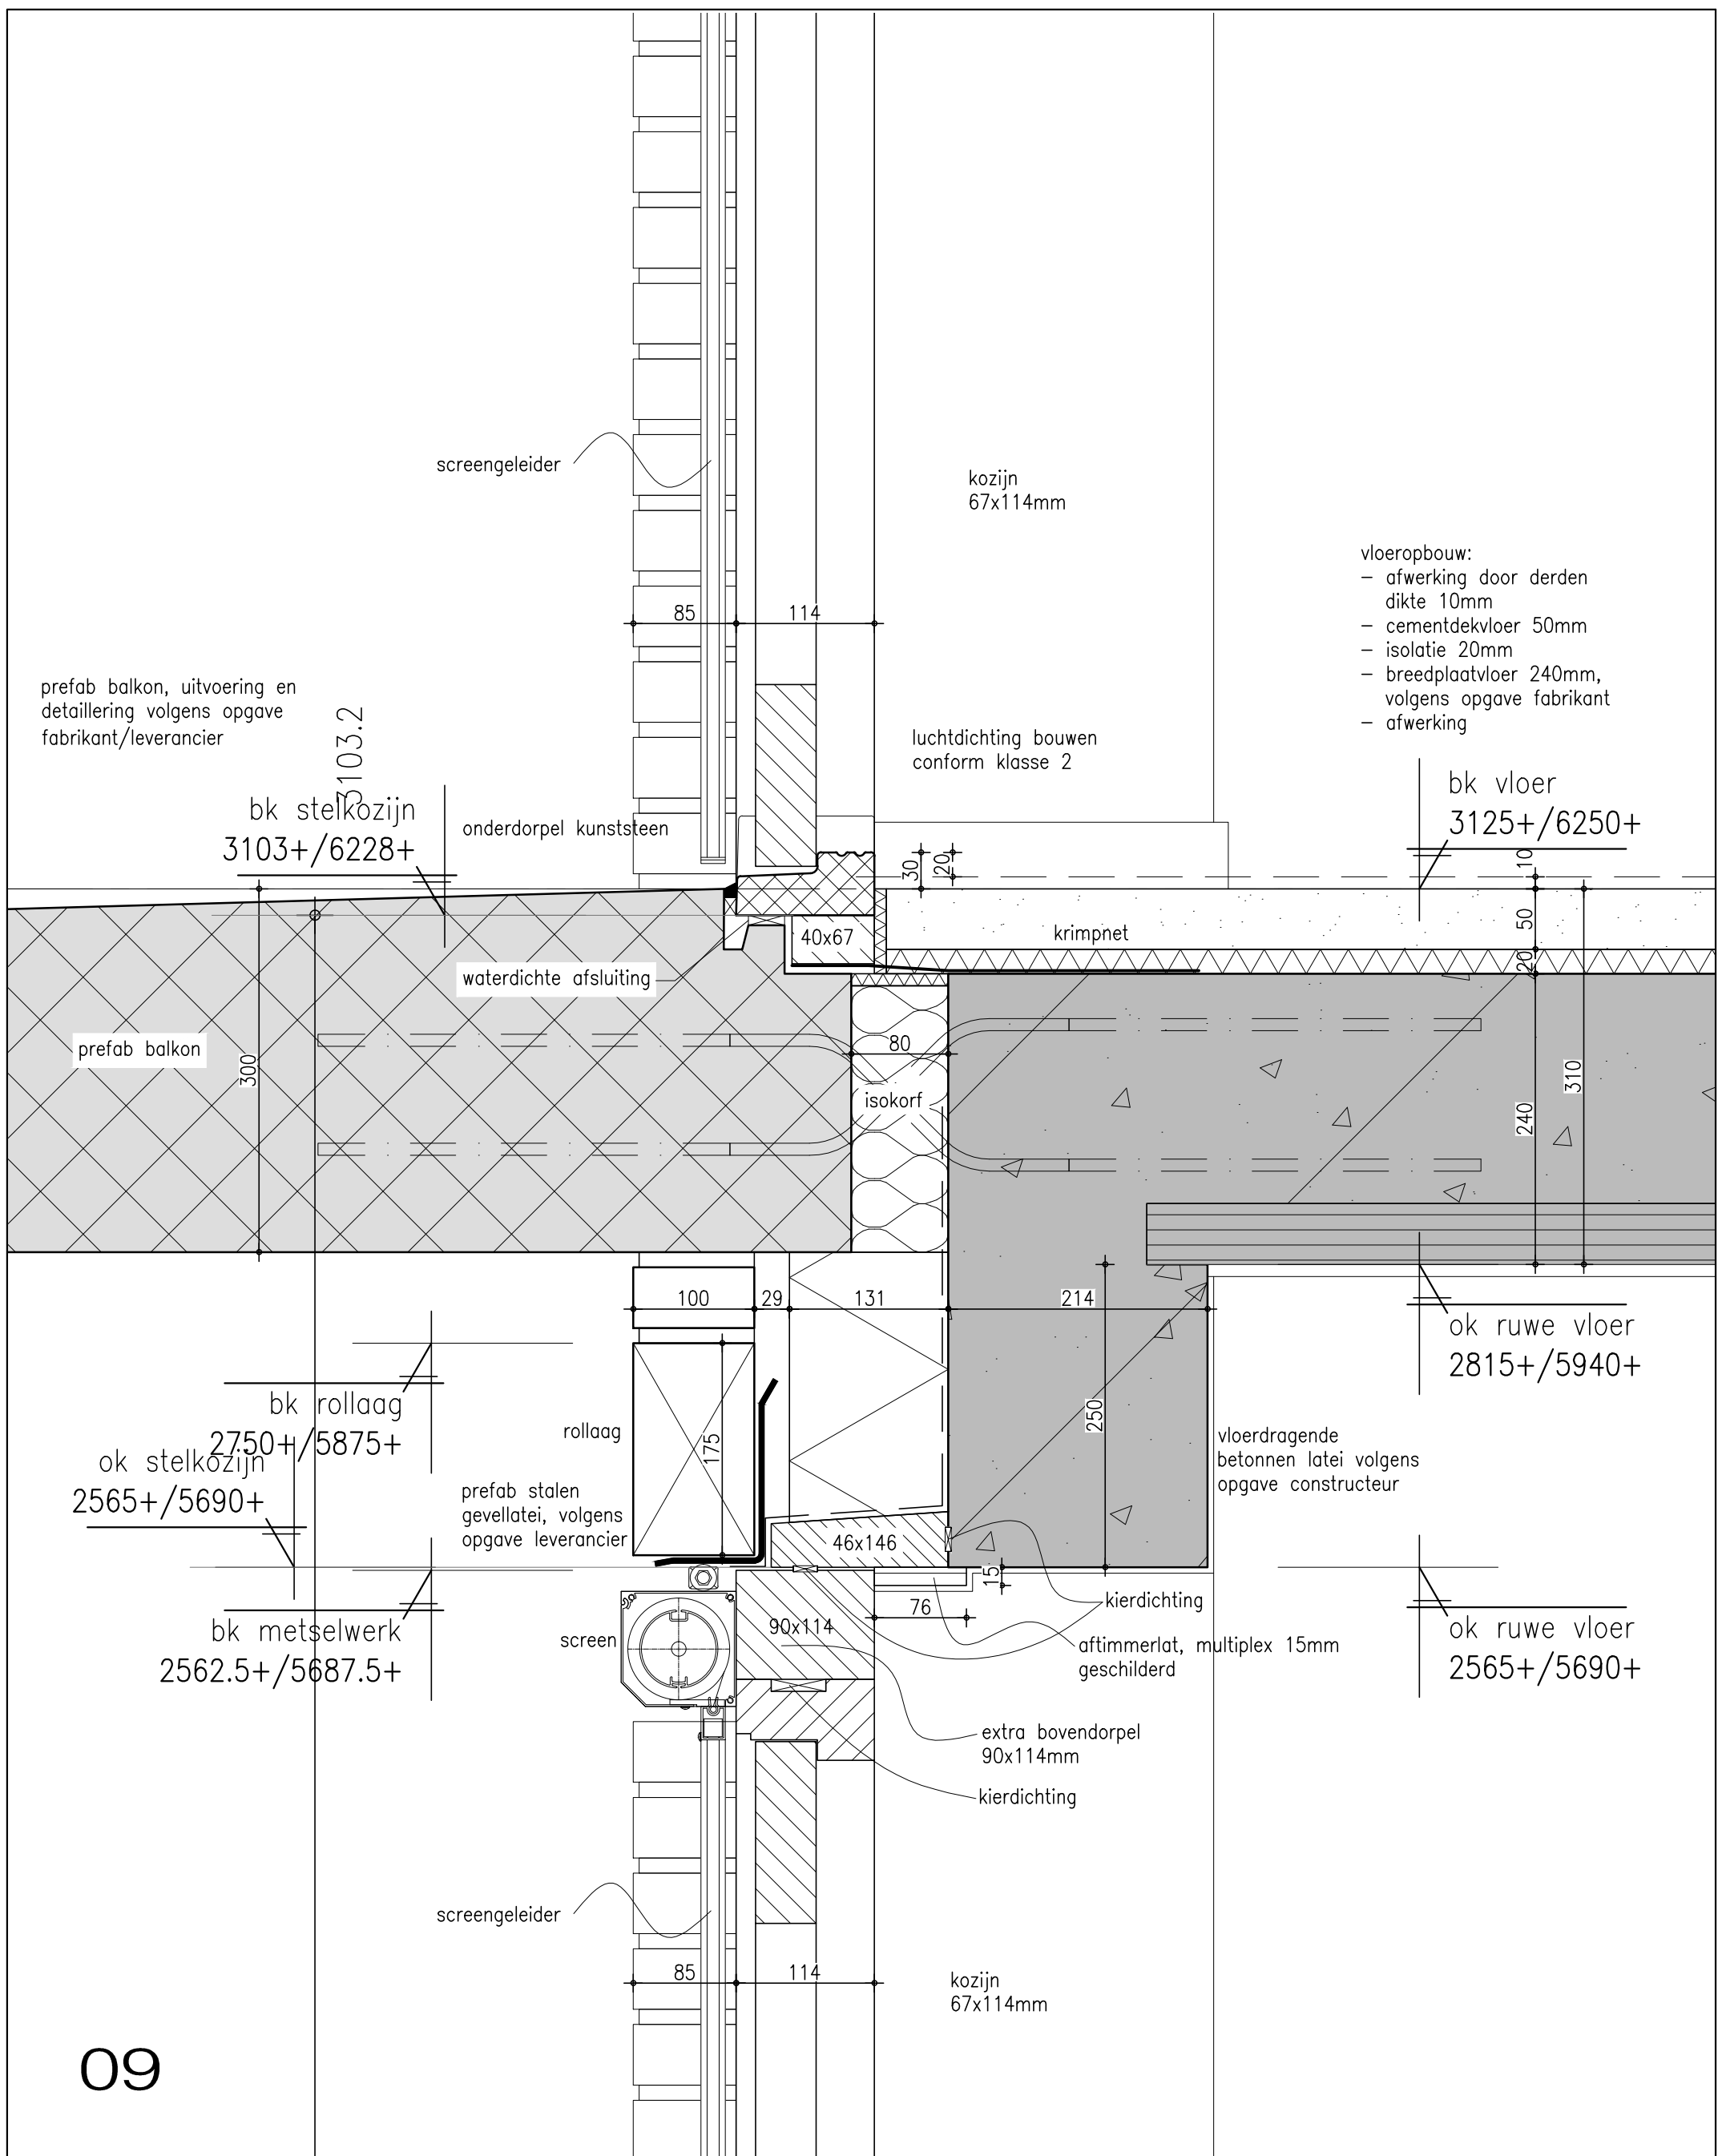 screengeleider
kozijn
67x114mm
vloeropbouw:
– afwerking door derden
dikte 10mm
– cementdekvloer 50mm
– isolatie 20mm
– breedplaatvloer 240mm,
volgens opgave fabrikant
– afwerking
85
114
prefab balkon, uitvoering en
detaillering volgens opgave
fabrikant/leverancier
3103.2
luchtdichting bouwen
conform klasse 2
bk stelkozijn
3103+/6228+
onderdorpel kunststeen
bk vloer
3125+/6250+
30
20
10
50
20
40x67
krimpnet
waterdichte afsluiting
prefab balkon
300
80
isokorf
310
240
100
29
131
214
ok ruwe vloer
2815+/5940+
bk rollaag
2750+/5875+
rollaag
175
250
vloerdragende
betonnen latei volgens
opgave constructeur
ok stelkozijn
2565+/5690+
prefab stalen
gevellatei, volgens
opgave leverancier
46x146
15
76
kierdichting
bk metselwerk
2562.5+/5687.5+
screen
90x114
aftimmerlat, multiplex 15mm
geschilderd
ok ruwe vloer
2565+/5690+
extra bovendorpel
90x114mm
kierdichting
screengeleider
85
114
kozijn
67x114mm
09